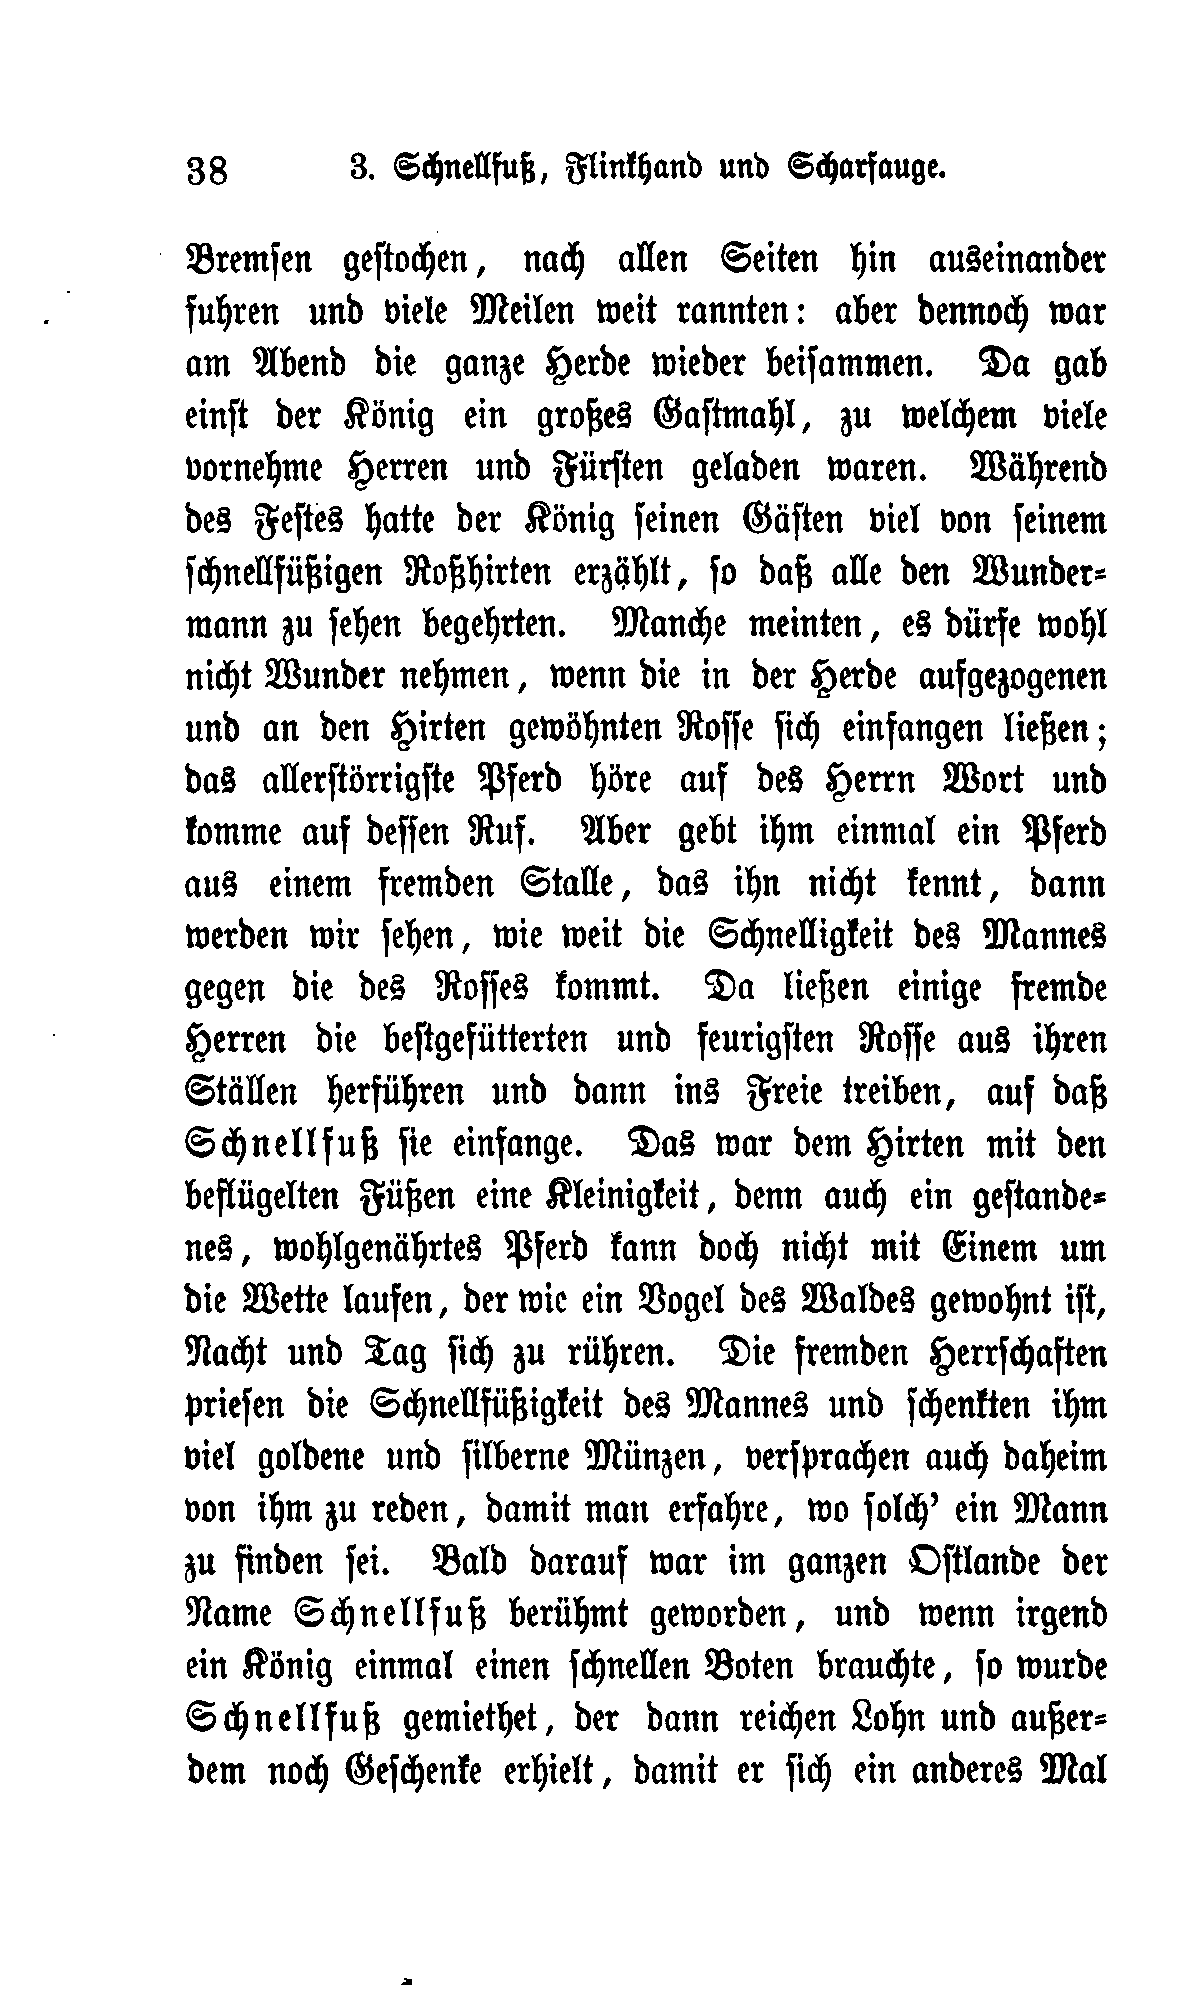 38 3. Schnellfuß, Flinkhand und Scharfauge.
Bremsen gestochen, nach allen Seiten hin auseinander
fuhren und viele Meilen weit rannten: aber dennoch war
am Abend die ganze Herde wieder beisammen. Da gab
einst der König ein großes Gastmahl, zu welchem viele
vornehme Herren und Fürsten geladen waren. Während
des Festes hatte der König seinen Gästen viel von seinem
schnellfüßigen Roßhirten erzählt, so daß alle den Wunder-
mann zu sehen begehrten. Manche meinten, es dürfe wohl
nicht Wunder nehmen, wenn die in der Herde aufgezogenen
und an den Hirten gewöhnten Rosse sich einfangen ließen;
das allerstörrigste Pferd höre auf des Herrn Wort und
komme auf dessen Ruf. Aber gebt ihm einmal ein Pferd
aus einem fremden Stalle, das ihn nicht kennt, dann
werden wir sehen, wie weit die Schnelligkeit des Mannes
gegen die des Rosses kommt. Da ließen einige fremde
Herren die bestgefütterten und feurigsten Rosse aus ihren
Ställen herführen und dann ins Freie treiben, auf daß
Schnellfuß sie einfange. Das war dem Hirten mit den
beflügelten Füßen eine Kleinigkeit, denn auch ein gestande-
nes, wohlgenährtes Pferd kann doch nicht mit Einem um
die Wette laufen, der wie ein Vogel des Waldes gewohnt ist,
Nacht und Tag sich zu rühren. Die fremden Herrschaften
priesen die Schnellfüßigkeit des Mannes und schenkten ihm
viel goldene und silberne Münzen, versprachen auch daheim
von ihm zu reden, damit man erfahre, wo solch' ein Mann
zu finden sei. Bald darauf war im ganzen Ostlande der
Name Schnellfuß berühmt geworden, und wenn irgend
ein König einmal einen schnellen Boten brauchte, so wurde
Schnellfuß gemiethet, der dann reichen Lohn und außer-
dem noch Geschenke erhielt, damit er sich ein anderes Mal